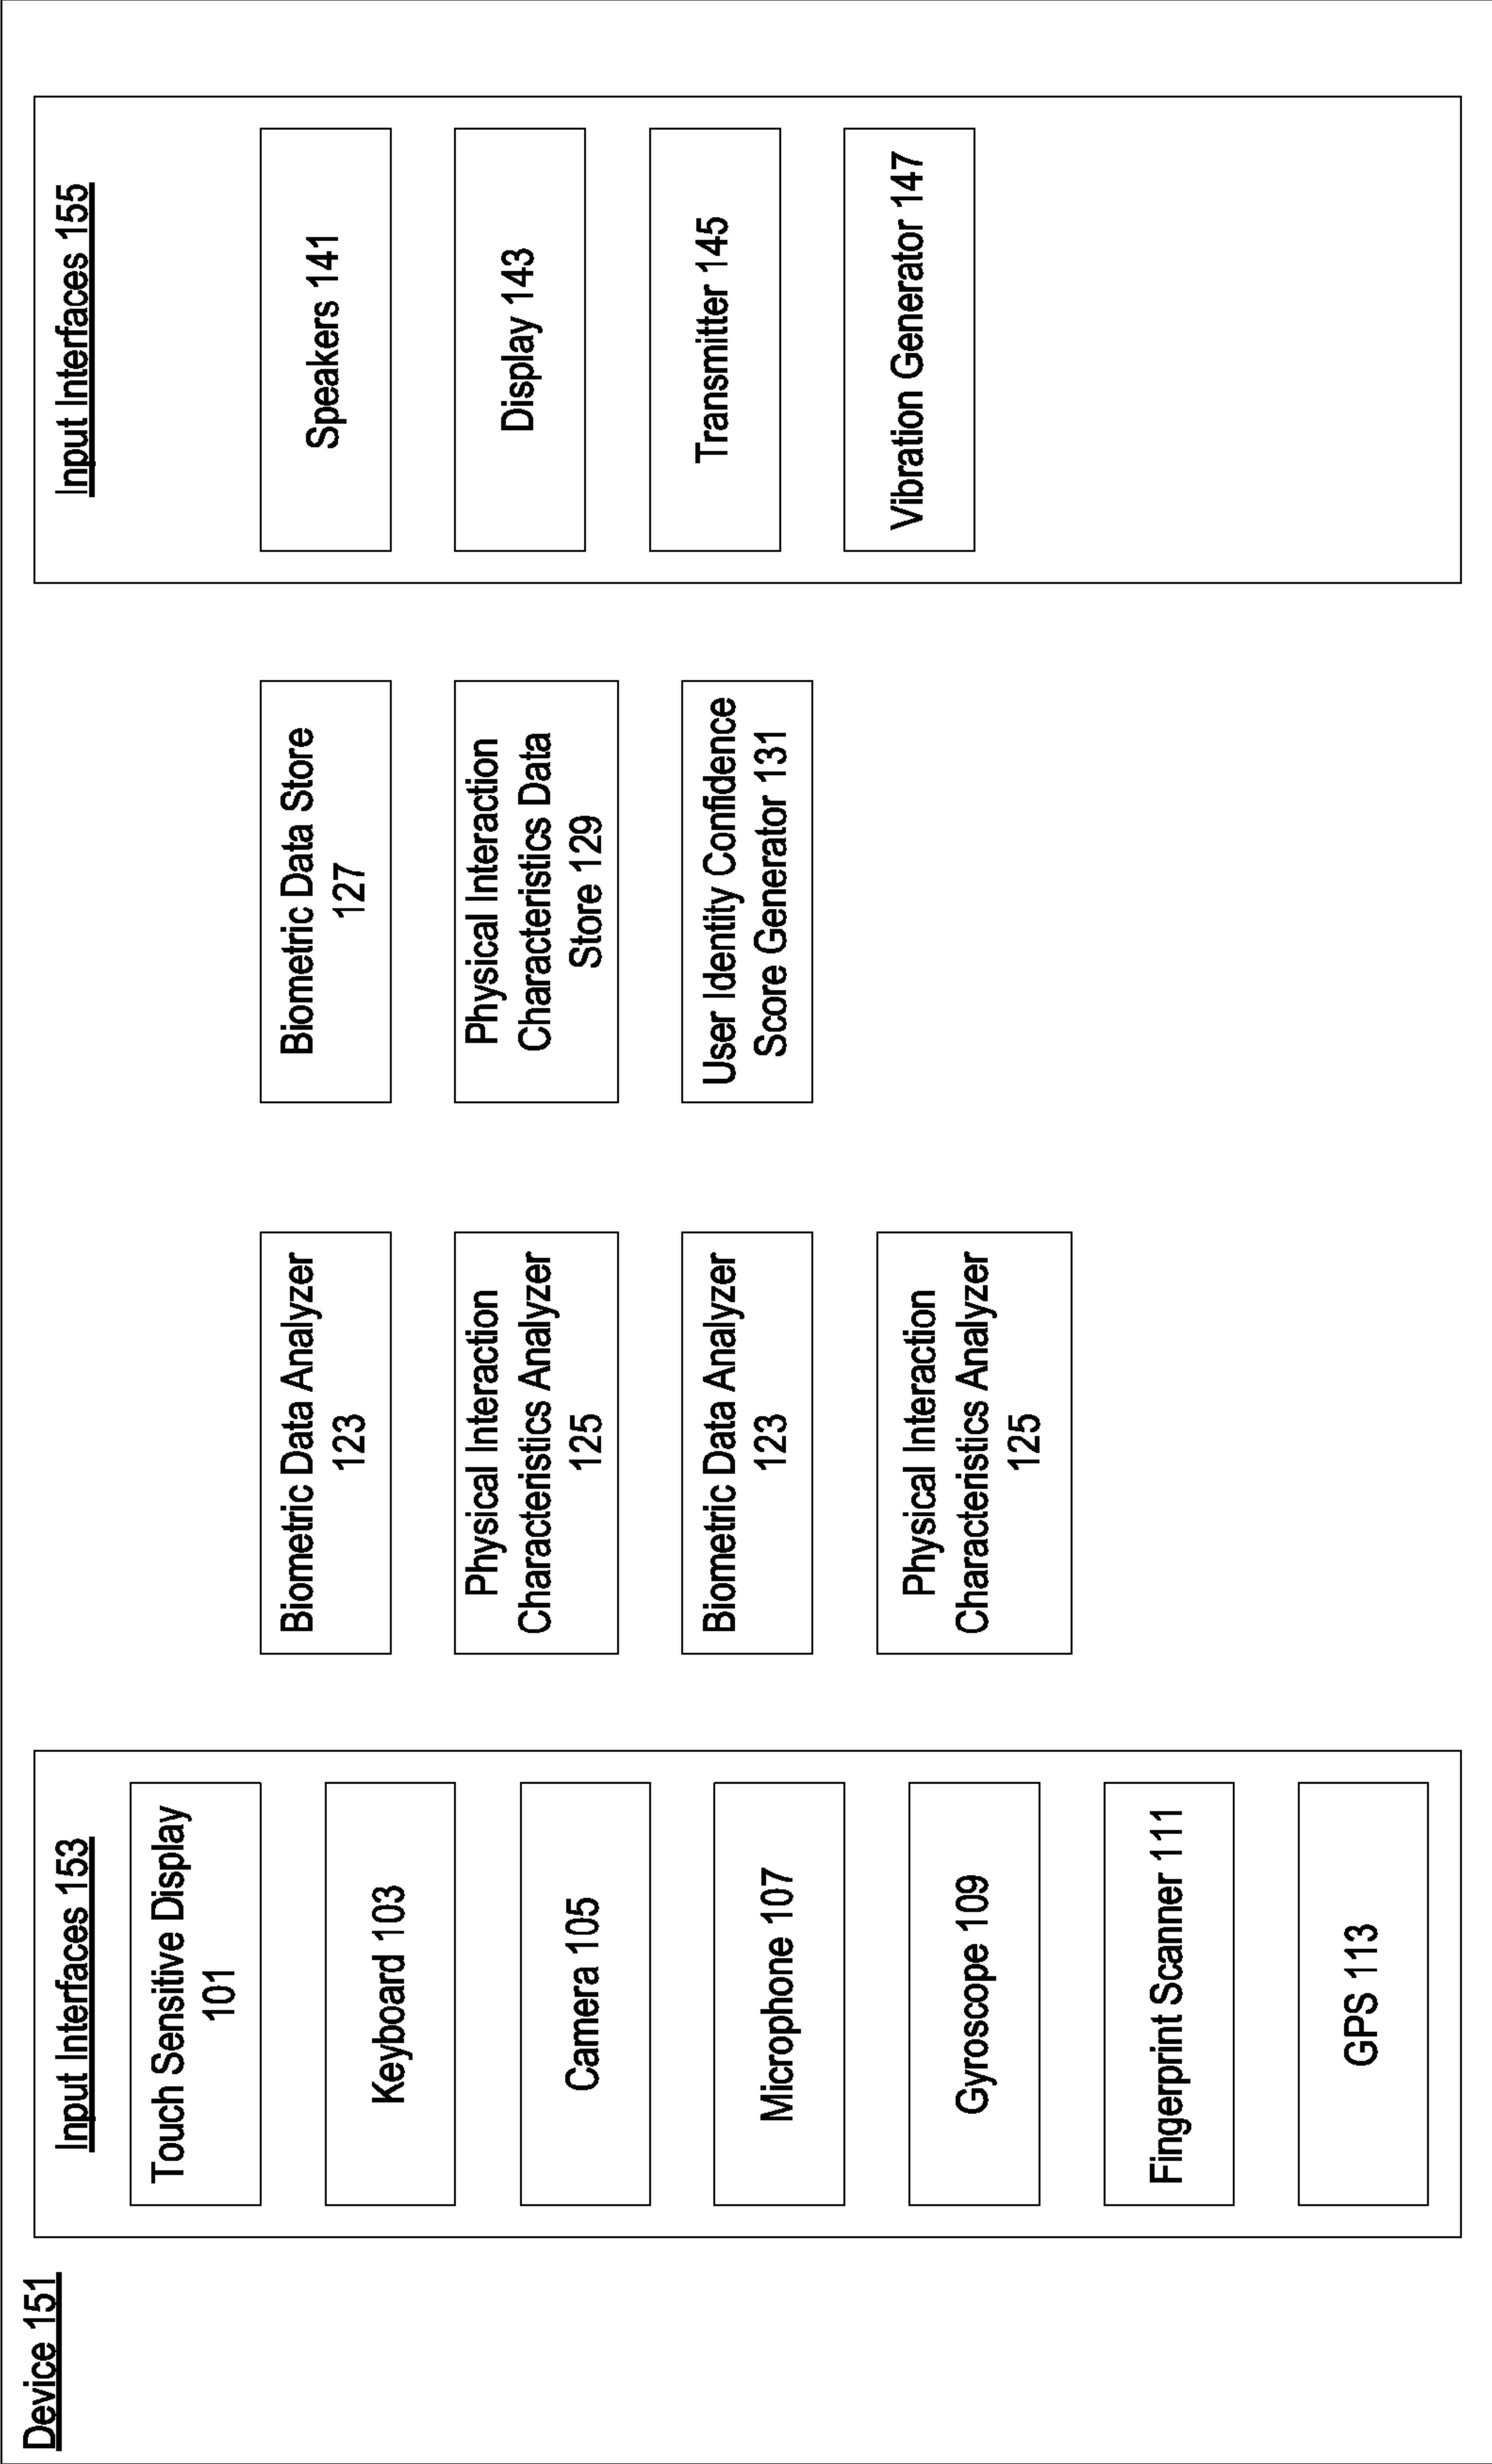 Device 151
Input Interfaces 153
Touch Sensitive Display
101
Keyboard 103
Camera 105
Microphone 107
Gyroscope 109
Fingerprint Scanner 111
GPS 113
Biometric Data Analyzer
123
Physical Interaction
Characteristics Analyzer
125
Biometric Data Analyzer
123
Physical Interaction
Characteristics Analyzer
125
Biometric Data Store
127
Physical Interaction
Characteristics Data
Store 129
User Identity Confidence
Score Generator 131
Input Interfaces 155
Speakers 141
Display 143
Transmitter 145
Vibration Generator 147